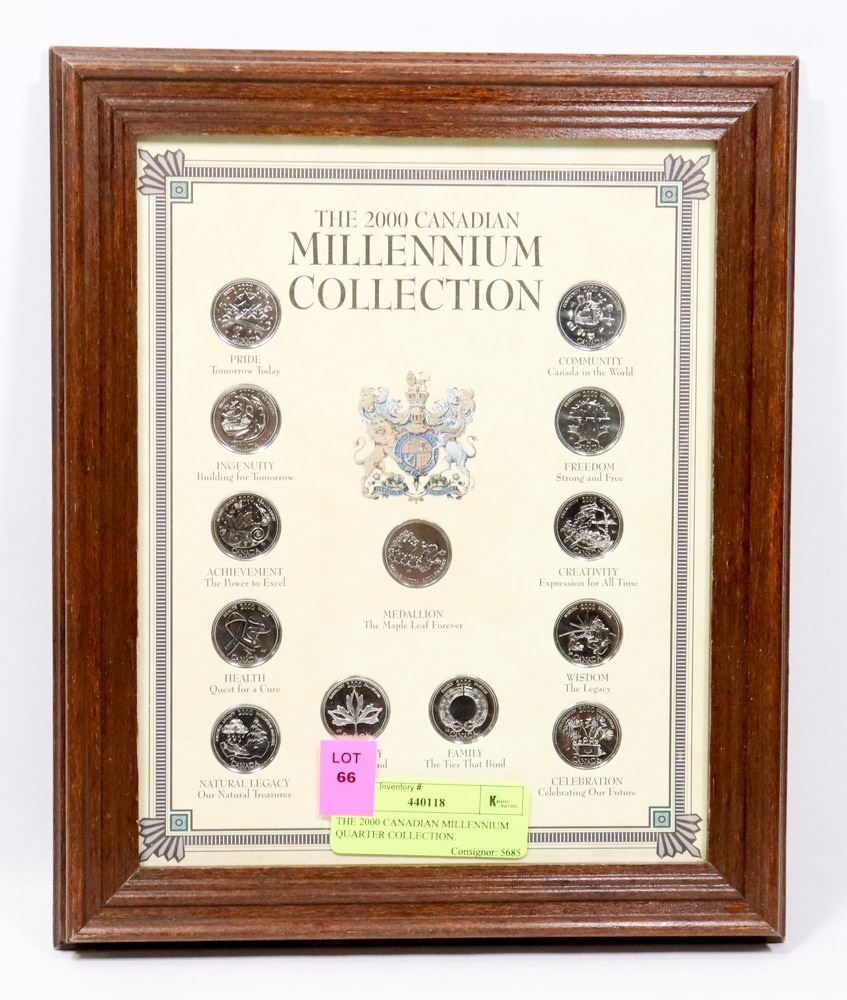 THE 2000 CANADIAN
MILLENNIUM
COLLECTION
PRIDE
Tomorrow Today
COMMUNITY
Canada in the World
INGENUITY
Building for Tomorrow
FREEDOM
Strong and Free
ACHIEVEMENT
The Power to Excel
CREATIVITY
Expression for All Time
MEDALLION
The Maple Leaf Forever
HEALTH
Quest for a Cure
WISDOM
The Legacy
NATURAL LEGACY
Our Natural Treasures
FAMILY
The Ties That Bind
CELEBRATION
Celebrating Our Future
LOT
66
Inventory #
440118
THE 2000 CANADIAN MILLENNIUM
QUARTER COLLECTION.
Consignor: 5685